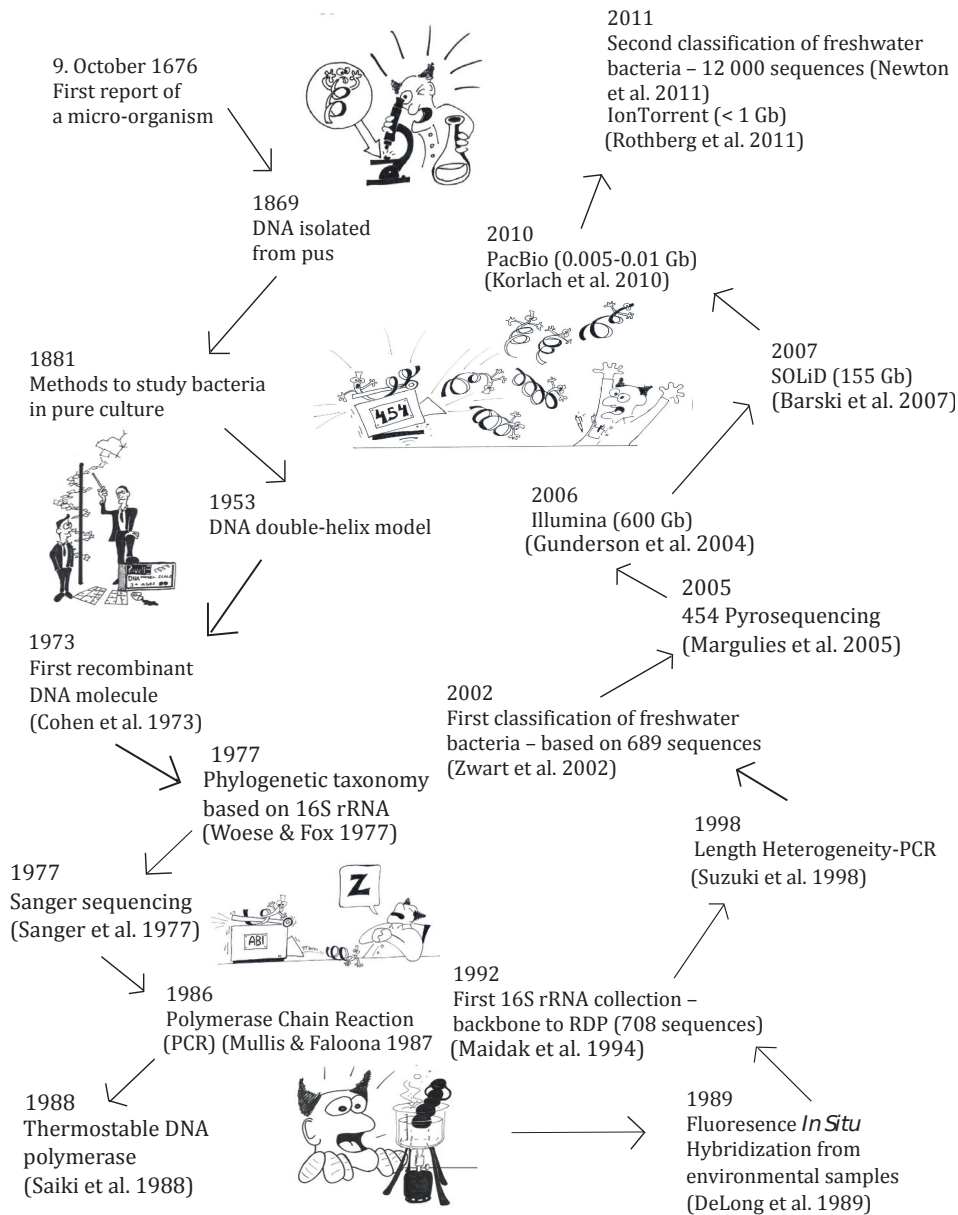 9. October 1676
First report of
a micro-organism
1869
DNA isolated
from pus
1881
Methods to study bacteria
in pure culture
1953
DNA double-helix model
1973
First recombinant
DNA molecule
(Cohen et al. 1973)
1977
Phylogenetic taxonomy
based on 16S rRNA
(Woese & Fox 1977)
1977
Sanger sequencing
(Sanger et al. 1977)
Z
ABI
1986
Polymerase Chain Reaction
(PCR) (Mullis & Faloona 1987
1988
Thermostable DNA
polymerase
(Saiki et al. 1988)
1989
Fluoresence In Situ
Hybridization from
environmental samples
(DeLong et al. 1989)
1992
First 16S rRNA collection –
backbone to RDP (708 sequences)
(Maidak et al. 1994)
1998
Length Heterogeneity-PCR
(Suzuki et al. 1998)
2002
First classification of freshwater
bacteria – based on 689 sequences
(Zwart et al. 2002)
2005
454 Pyrosequencing
(Margulies et al. 2005)
2006
Illumina (600 Gb)
(Gunderson et al. 2004)
454
2007
SOLiD (155 Gb)
(Barski et al. 2007)
2010
PacBio (0.005-0.01 Gb)
(Korlach et al. 2010)
2011
Second classification of freshwater
bacteria – 12 000 sequences (Newton
et al. 2011)
IonTorrent (< 1 Gb)
(Rothberg et al. 2011)
DNA MODEL SCALE